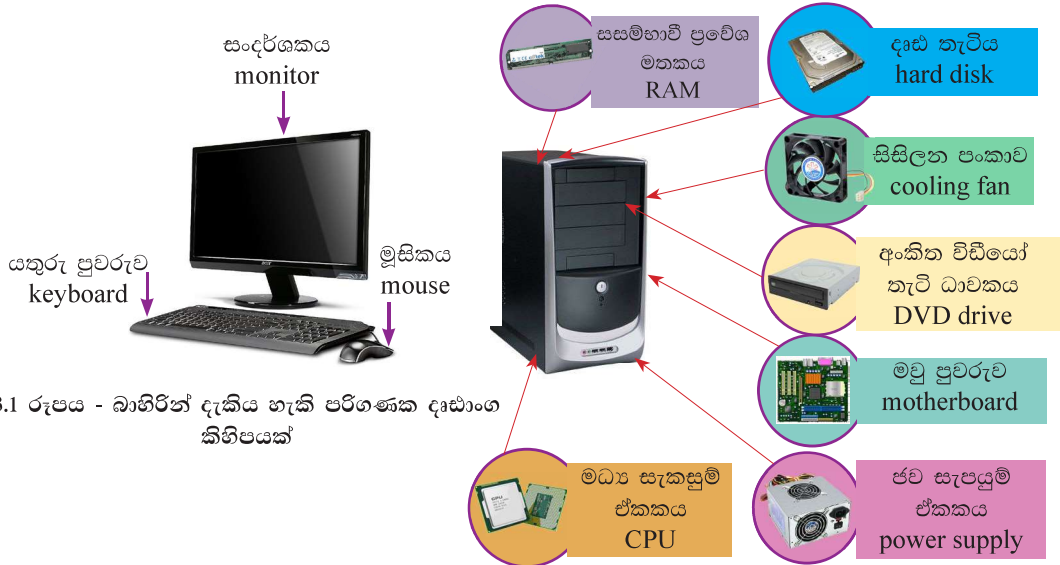 සංදර්ශකය
monitor
යතුරු පුවරුව
keyboard
මූසිකය
mouse
3.1 රූපය - බාහිරින් දැකිය හැකි පරිගණක දෘඪාංග
කිහිපයක්
සසම්භාවී ප්‍රවේශ
මතකය
RAM
දෘඪ තැටිය
hard disk
සිසිලන පංකාව
cooling fan
අංකිත වීඩියෝ
තැටි ධාවකය
DVD drive
මවු පුවරුව
motherboard
මධ්‍ය සැකසුම්
ඒකකය
CPU
ජව සැපයුම්
ඒකකය
power supply